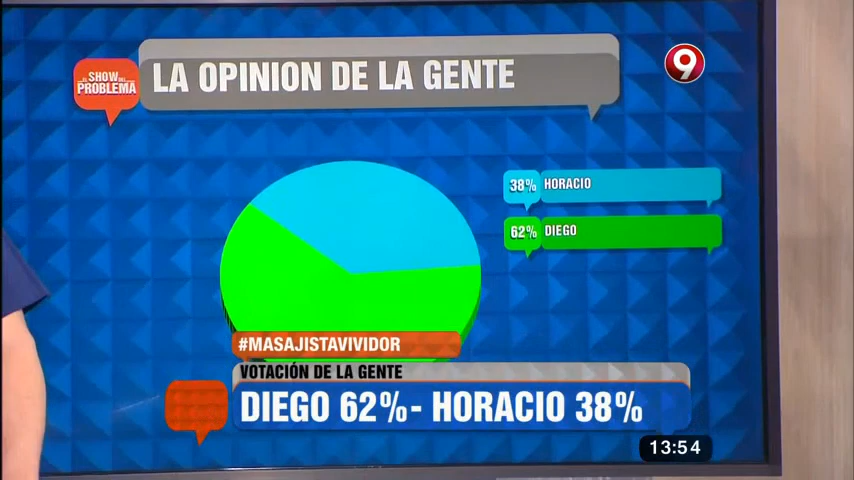 EL SHOW DEL
PROBLEMA
LA OPINION DE LA GENTE
9
38% HORACIO
62% DIEGO
#MASAJISTAVIVIDOR
VOTACIÓN DE LA GENTE
DIEGO 62%- HORACIO 38%
13:54